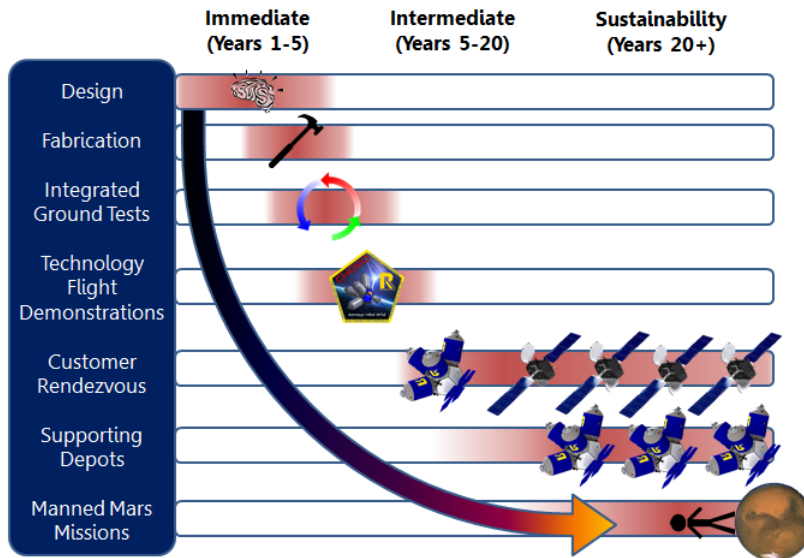 Immediate
(Years 1-5)
Intermediate
(Years 5-20)
Sustainability
(Years 20+)
Design
Fabrication
Integrated
Ground Tests
Technology
Flight
Demonstrations
R
Customer
Rendezvous
Supporting
Depots
Manned Mars
Missions